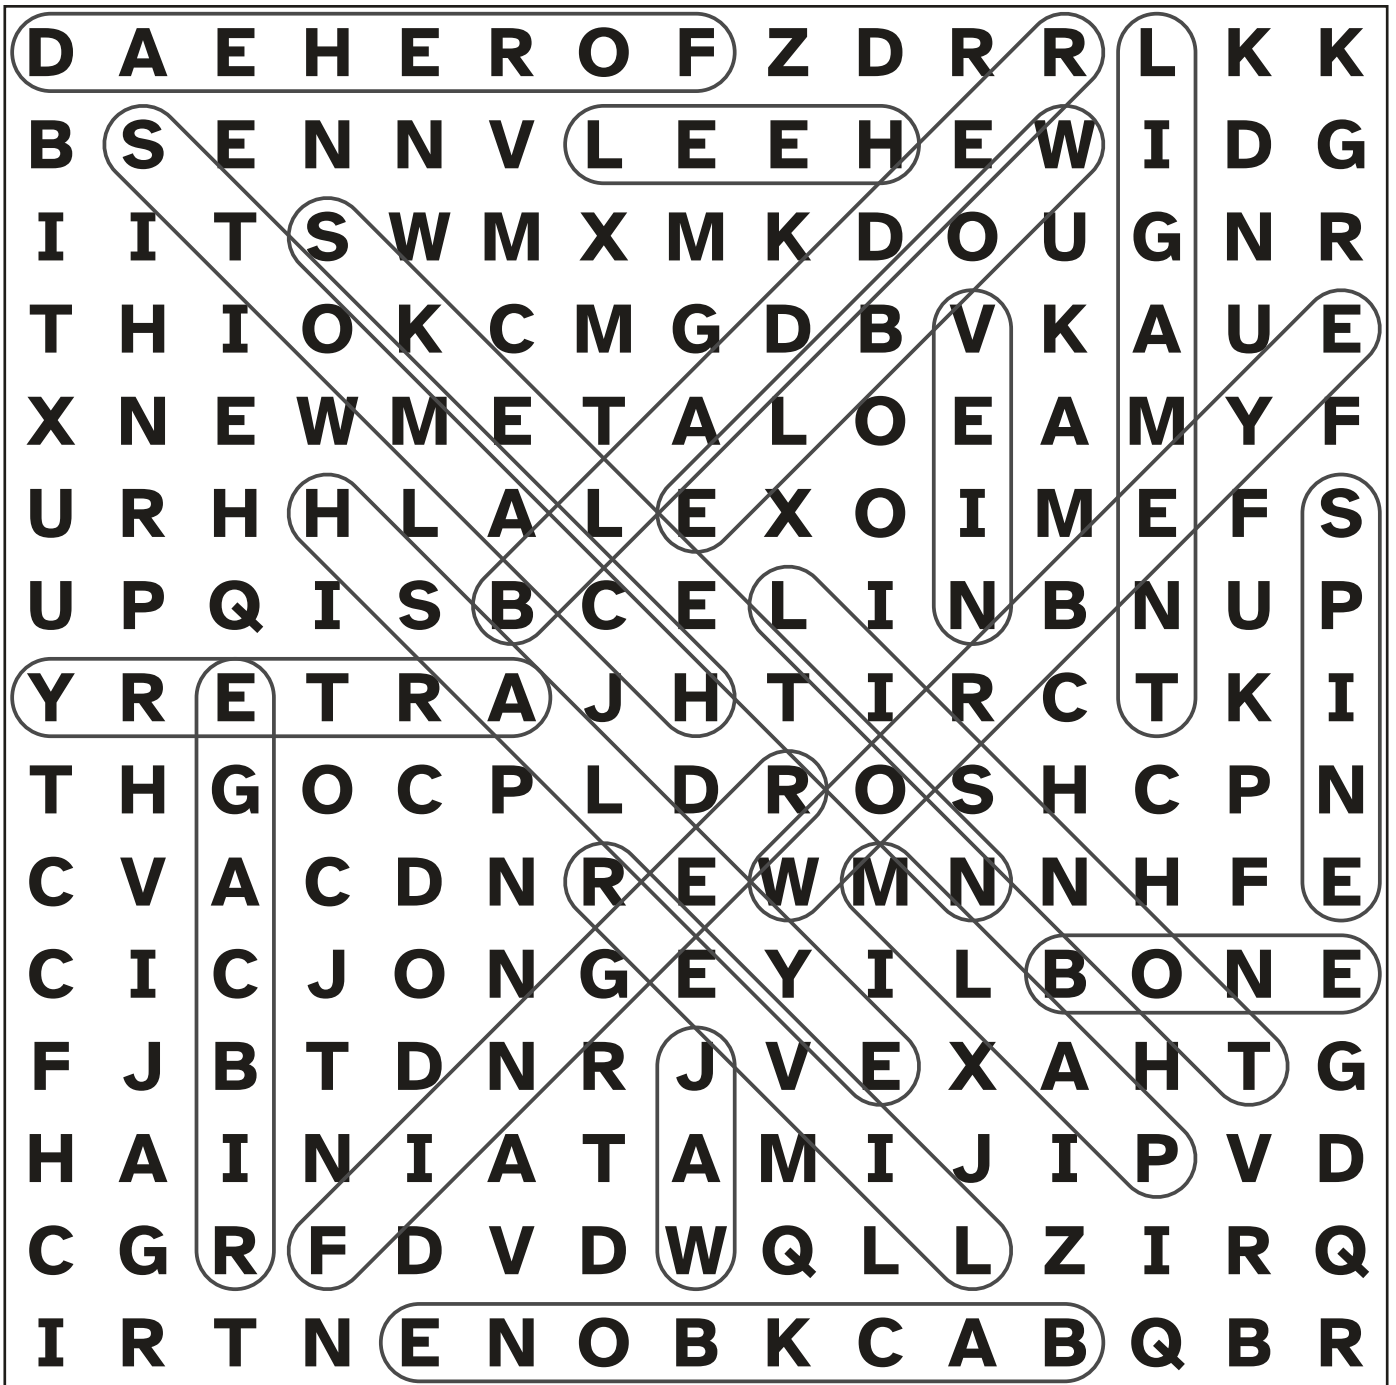 D A E H E R O F Z D R R L K K
B S E N N V L E E H E W I D G
I I T S W M X M K D O U G N R
T H I O K C M G D B V K A U E
X N E W M E T A L O E A M Y F
U R H H L A L E X O I M E F S
U P Q I S B C E L I N B N U P
Y R E T R A J H T I R C T K I
T H G O C P L D R O S H C P N
C V A C D N R E W M N N H F E
C I C J O N G E Y I L B O N E
F J B T D N R J V E X A H T G
H A I N I A T A M I J I P V D
C G R F D V D W Q L L Z I R Q
I R T N E N O B K C A B Q B R